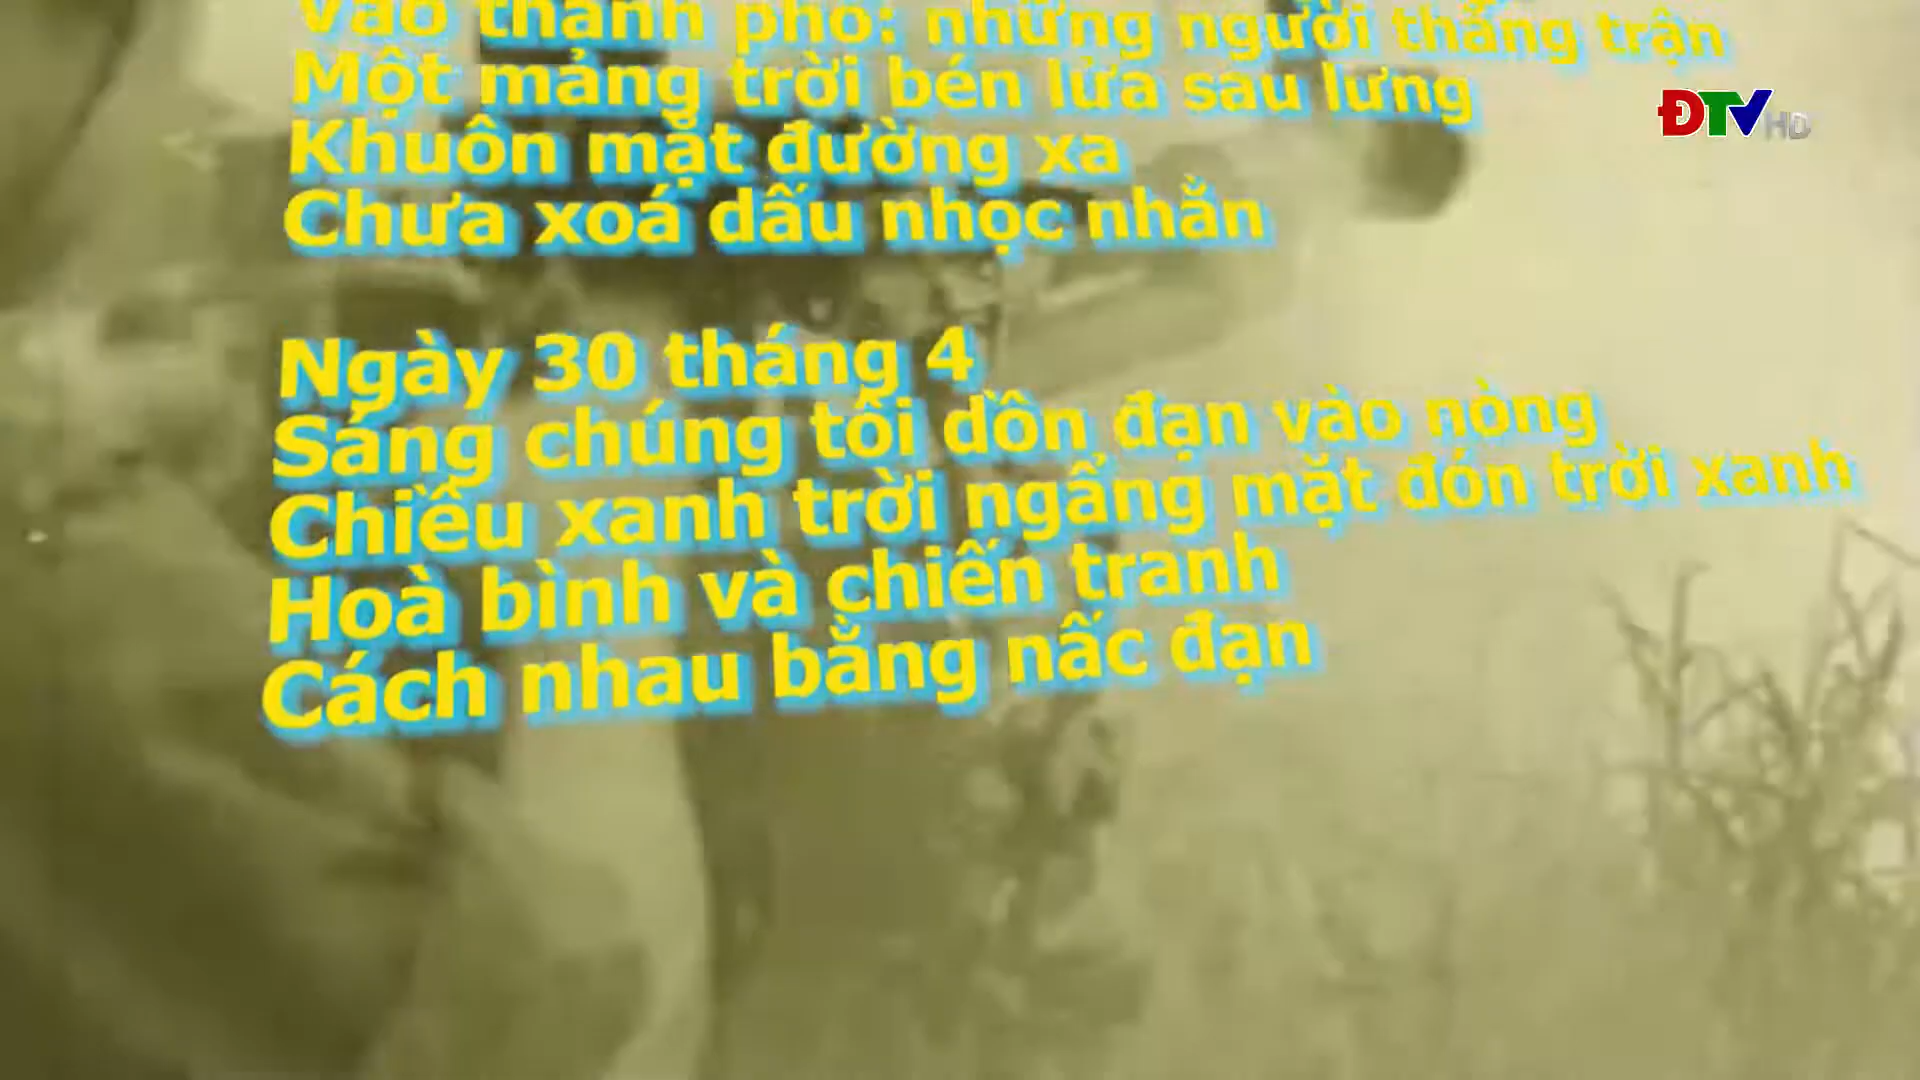 vào thành phố: những người thắng trận
Một mảng trời bén lửa sau lưng
Khuôn mặt đường xa
Chưa xoá dấu nhọc nhằn
Ngày 30 tháng 4
Sáng chúng tôi dồn đạn vào nòng
Chiều xanh trời ngẩng mặt đón trời xanh
Hoà bình và chiến tranh
Cách nhau bằng nấc đạn
ĐTVHD